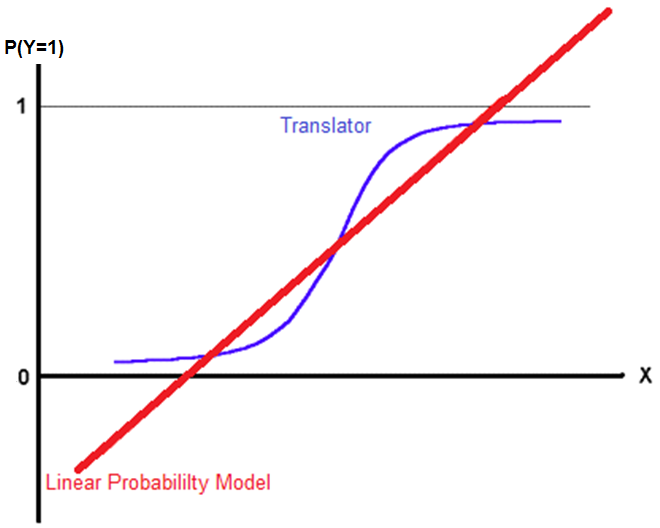 P(Y=1)
1
Translator
0
X
Linear Probabililty Model